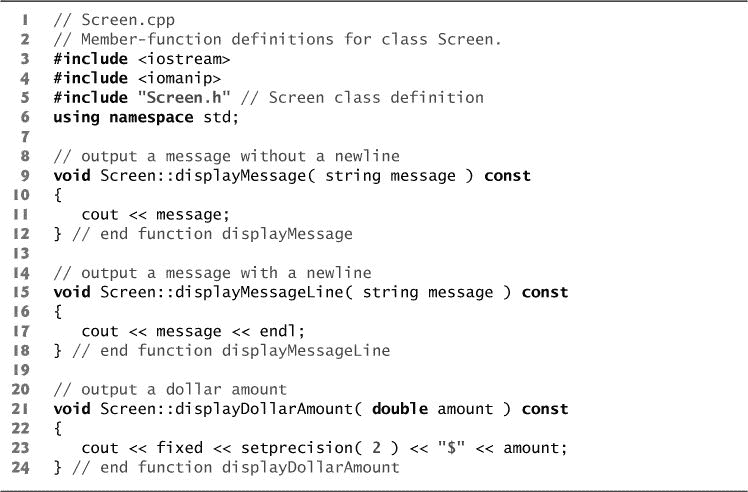 1 // Screen.cpp
2 // Member-function definitions for class Screen.
3 #include <iostream>
4 #include <iomanip>
5 #include "Screen.h" // Screen class definition
6 using namespace std;
7
8 // output a message without a newline
9 void Screen::displayMessage( string message ) const
10 {
11    cout << message;
12 } // end function displayMessage
13
14 // output a message with a newline
15 void Screen::displayMessageLine( string message ) const
16 {
17    cout << message << endl;
18 } // end function displayMessageLine
19
20 // output a dollar amount
21 void Screen::displayDollarAmount( double amount ) const
22 {
23    cout << fixed << setprecision( 2 ) << "$" << amount;
24 } // end function displayDollarAmount